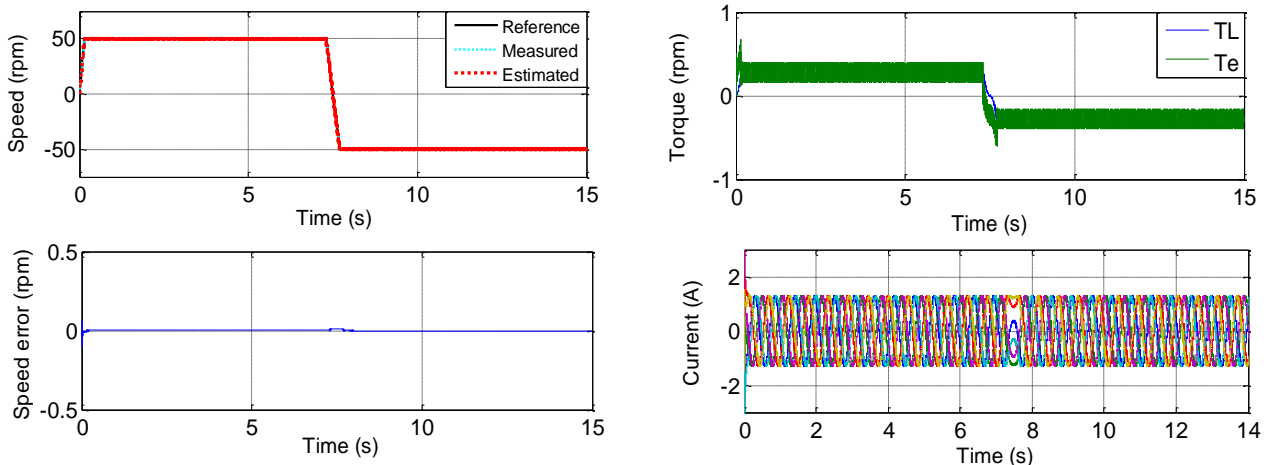 Speed (rpm)
50
0
-50
0
5
10
15
Time (s)
Reference
Measured
Estimated
Torque (rpm)
1
0
-1
0
5
10
15
Time (s)
TL
Te
Speed error (rpm)
0.5
0
-0.5
0
5
10
15
Time (s)
Current (A)
2
0
-2
0
2
4
6
8
10
12
14
Time (s)